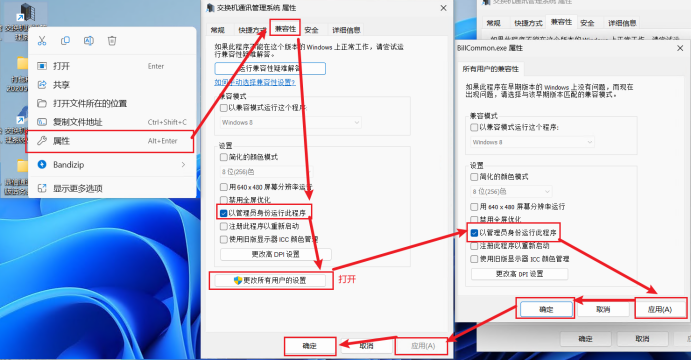 交换机
打开 Enter
共享
打开文件所在的位置
复制文件地址 Ctrl+Shift+C
属性 Alt+Enter
Bandizip
显示更多选项
交换机通讯管理系统 属性
常规 快捷方式 兼容性 安全 详细信息
如果此程序不能在这个版本的 Windows 上正常工作，请尝试运
行兼容性疑难解答。
运行兼容性疑难解答
如何手动选择兼容性设置?
兼容模式
以兼容模式运行这个程序:
Windows 8
设置
简化的颜色模式
8 位(256)色
用 640 x 480 屏幕分辨率运行
禁用全屏优化
以管理员身份运行此程序
注册此程序以重新启动
使用旧版显示器 ICC 颜色管理
更改高 DPI 设置
更改所有用户的设置
打开
确定 取消 应用(A)
交换机通讯管理系统 属性
常规 快捷方式 兼容性 安全 详细信息
BillCommon.exe 属性
所有用户的兼容性
如果此程序在早期版本的 Windows 上没有问题，而现在
出现问题，请选择与该早期版本匹配的兼容模式。
兼容模式
以兼容模式运行这个程序:
Windows 8
设置
简化的颜色模式
8 位(256)色
用 640 x 480 屏幕分辨率运行
禁用全屏优化
以管理员身份运行此程序
注册此程序以重新启动
使用旧版显示器 ICC 颜色管理
更改高 DPI 设置
确定 取消 应用(A)
确定 取消